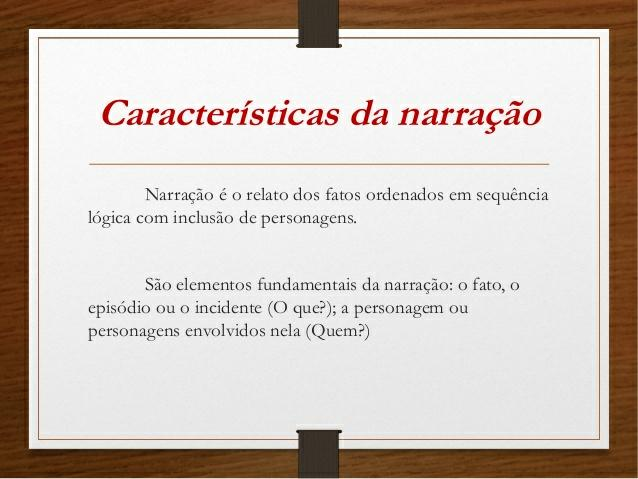 Características da narração
Narração é o relato dos fatos ordenados em sequência
lógica com inclusão de personagens.
São elementos fundamentais da narração: o fato, o
episódio ou o incidente (O que?); a personagem ou
personagens envolvidos nela (Quem?)